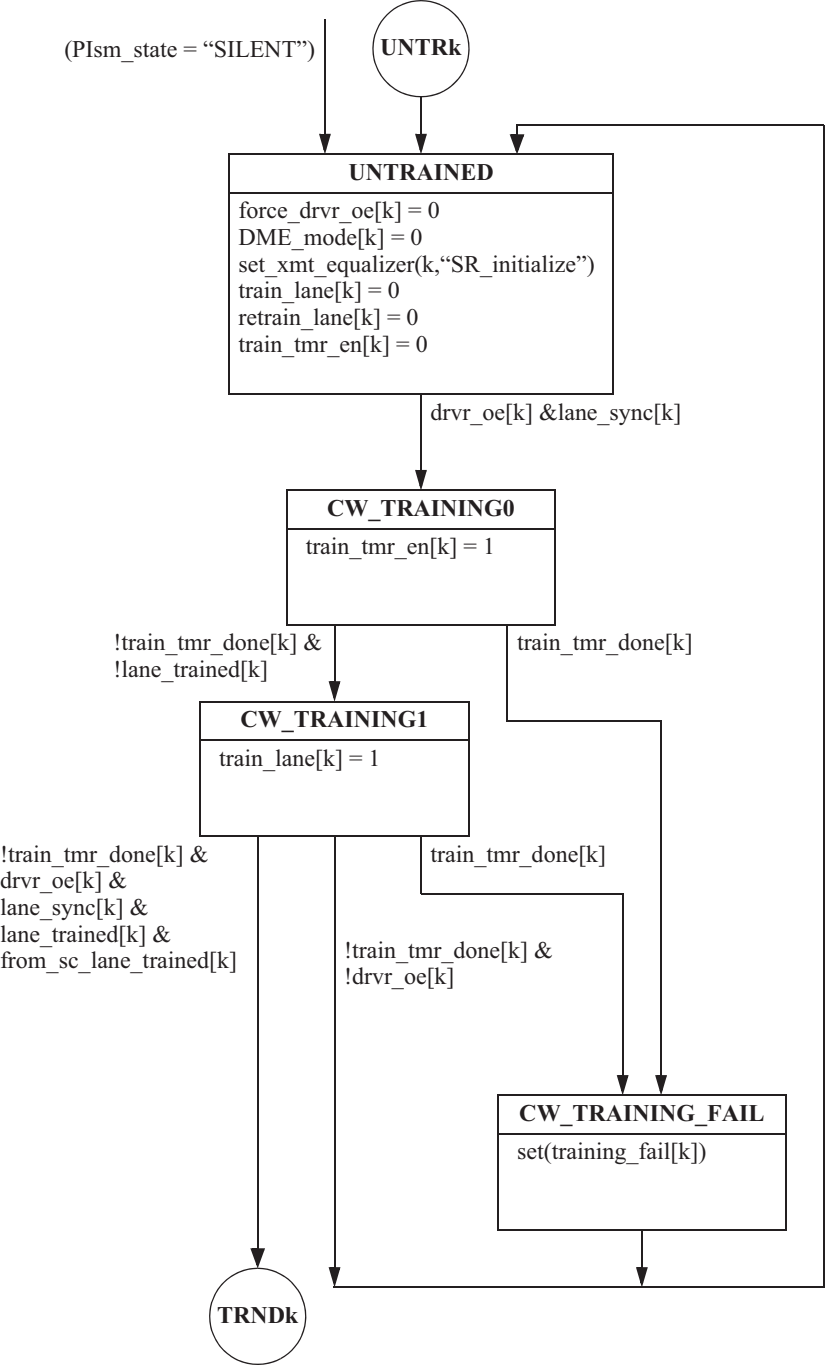 (PIsm_state = “SILENT”)
UNTRk
UNTRAINED
force_drvr_oe[k] = 0
DME_mode[k] = 0
set_xmt_equalizer(k,“SR_initialize”)
train_lane[k] = 0
retrain_lane[k] = 0
train_tmr_en[k] = 0
drvr_oe[k] &lane_sync[k]
CW_TRAINING0
train_tmr_en[k] = 1
!train_tmr_done[k] &
!lane_trained[k]
train_tmr_done[k]
CW_TRAINING1
train_lane[k] = 1
!train_tmr_done[k] &
drvr_oe[k] &
lane_sync[k] &
lane_trained[k] &
from_sc_lane_trained[k]
train_tmr_done[k]
!train_tmr_done[k] &
!drvr_oe[k]
CW_TRAINING_FAIL
set(training_fail[k])
TRNDk